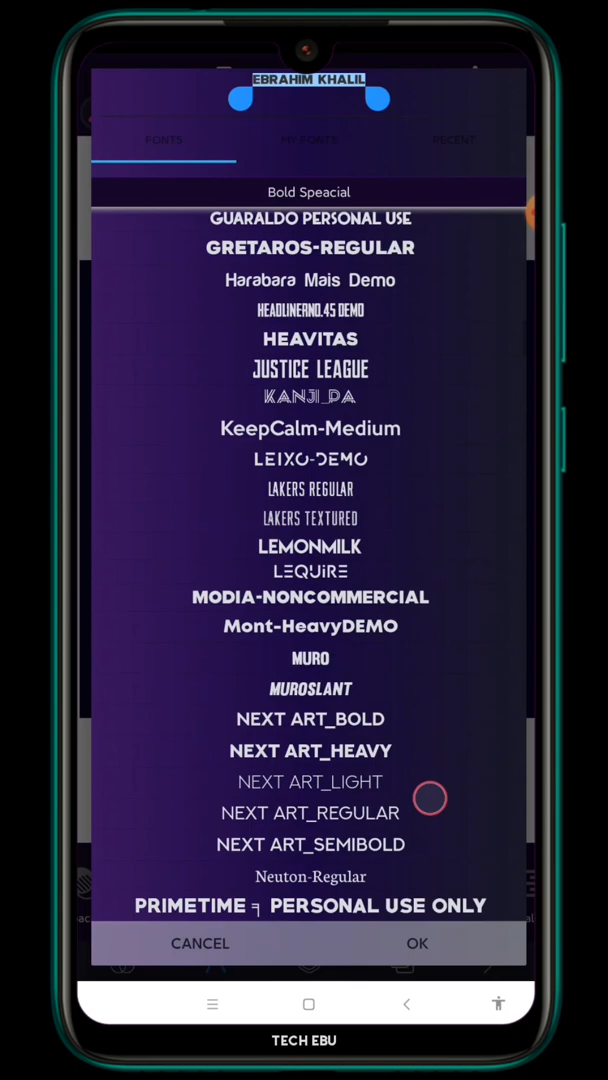 EBRAHIM KHALIL
FONTS MY FONTS RECENT
Bold Speacial
GUARALDO PERSONAL USE
GRETAROS-REGULAR
Harabara Mais Demo
HEADLINERNO.45 DEMO
HEAVITAS
JUSTICE LEAGUE
KANJI_DA
KeepCalm-Medium
LEIXO-DEMO
LAKERS REGULAR
LAKERS TEXTURED
LEMONMILK
LEQUIRE
MODIA-NONCOMMERCIAL
Mont-HeavyDEMO
MURO
MUROSLANT
NEXT ART_BOLD
NEXT ART_HEAVY
NEXT ART_LIGHT
NEXT ART_REGULAR
NEXT ART_SEMIBOLD
Neuton-Regular
PRIMETIME PERSONAL USE ONLY
CANCEL OK
TECH EBU